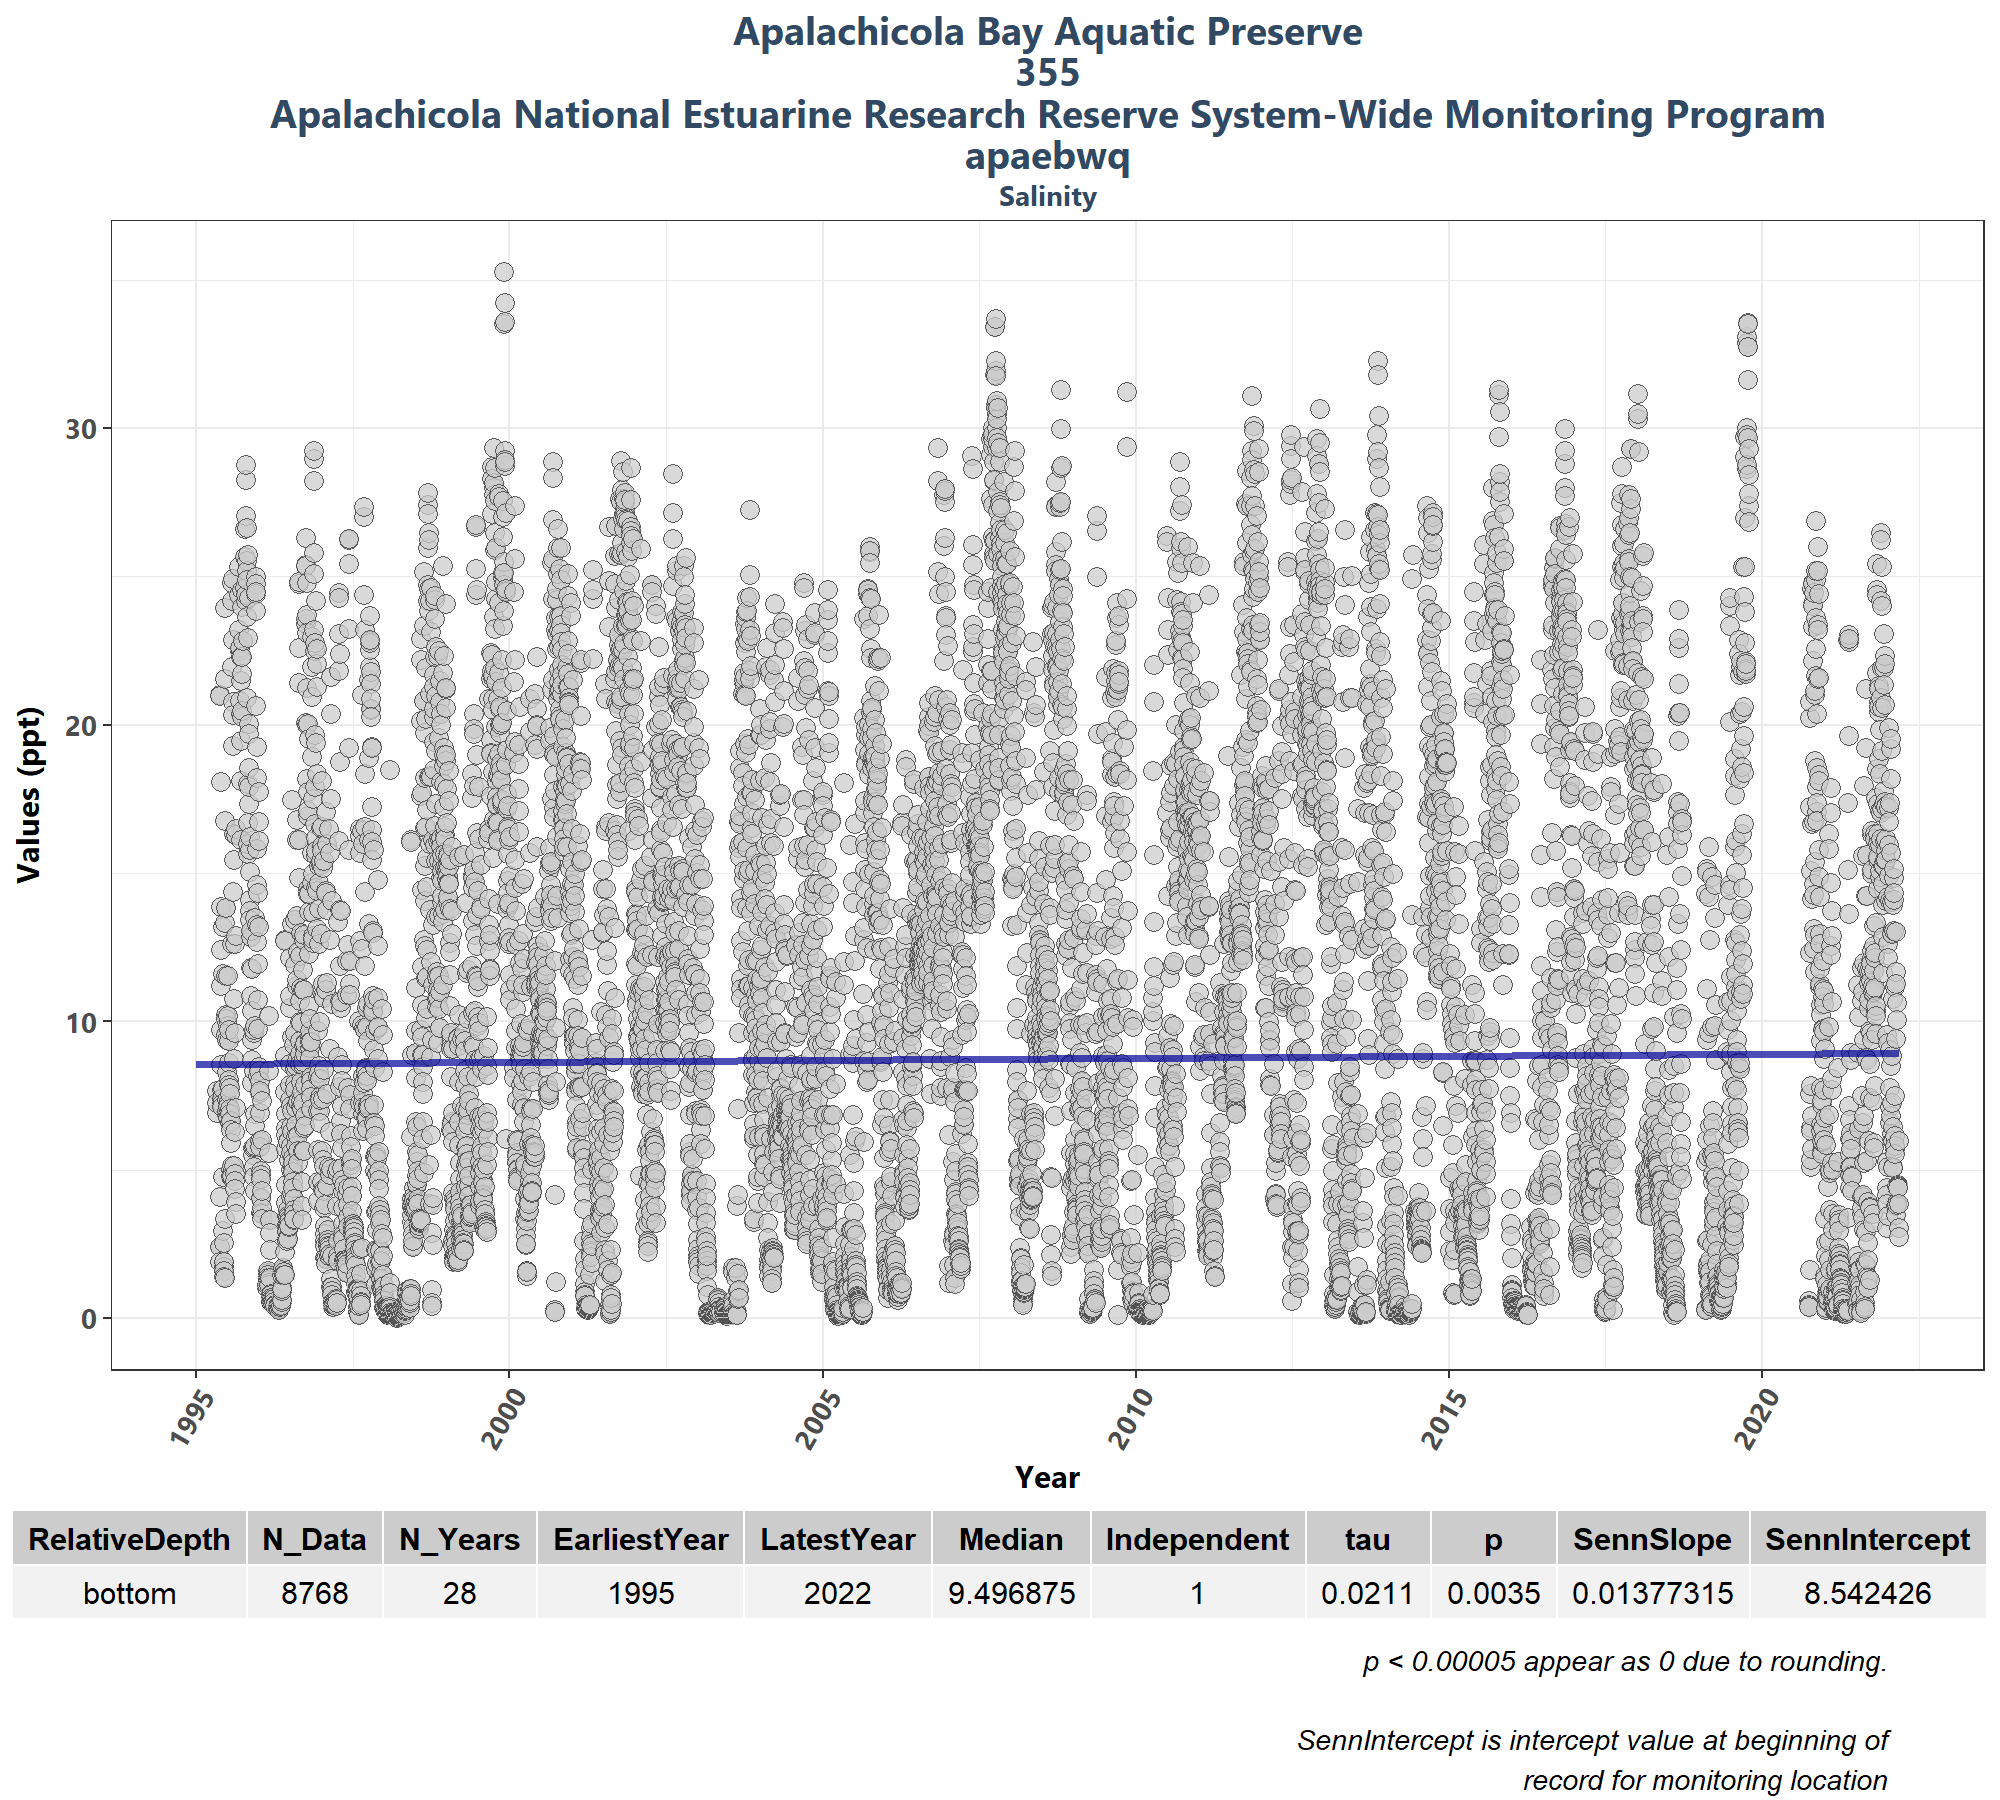 Apalachicola Bay Aquatic Preserve
355
Apalachicola National Estuarine Research Reserve System-Wide Monitoring Program
apaebwq
Salinity
Values (ppt)
30
20
10
0
1995 2000 2005 2010 2015 2020
Year
RelativeDepth N_Data N_Years EarliestYear LatestYear Median Independent tau p SennSlope SennIntercept
bottom 8768 28 1995 2022 9.496875 1 0.0211 0.0035 0.01377315 8.542426
p < 0.00005 appear as 0 due to rounding.
SennIntercept is intercept value at beginning of
record for monitoring location